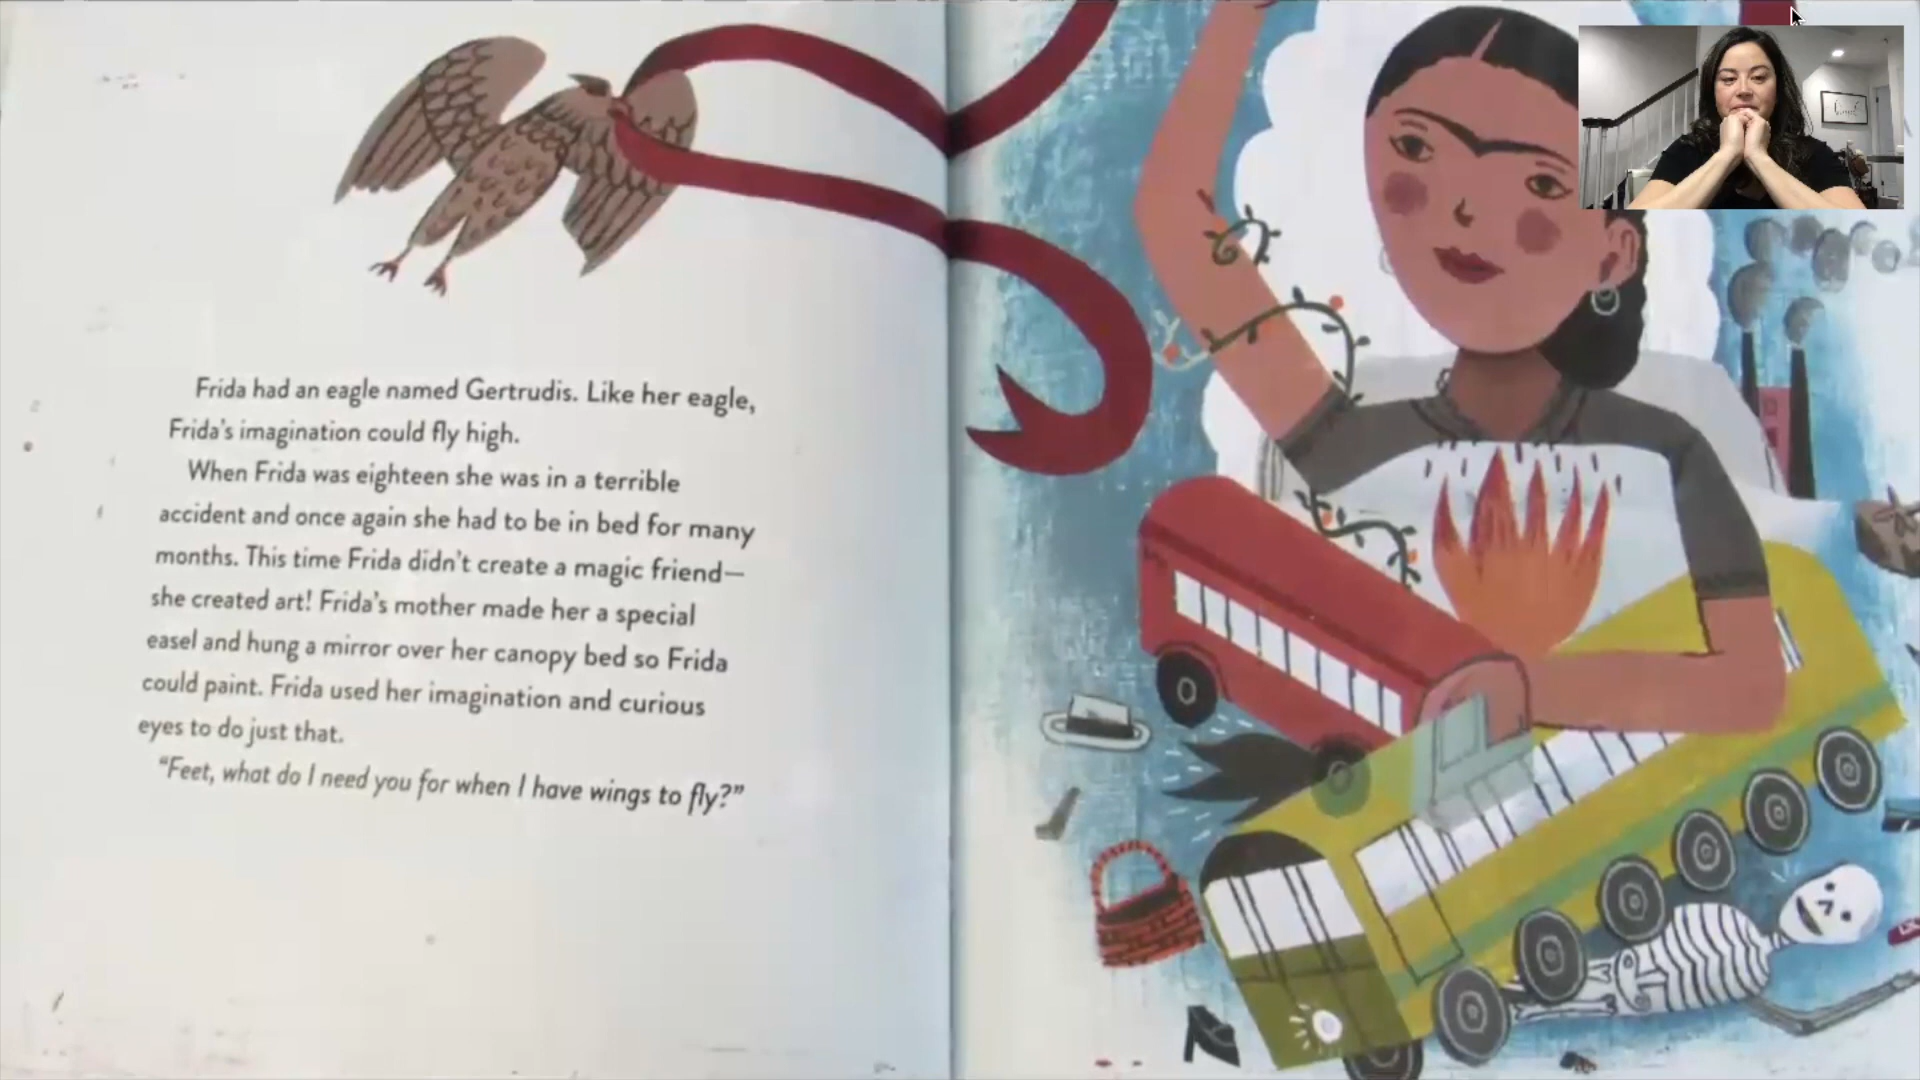 Frida had an eagle named Gertrudis. Like her eagle,
Frida's imagination could fly high.
When Frida was eighteen she was in a terrible
accident and once again she had to be in bed for many
months. This time Frida didn't create a magic friend—
she created art! Frida's mother made her a special
easel and hung a mirror over her canopy bed so Frida
could paint. Frida used her imagination and curious
eyes to do just that.
"Feet, what do I need you for when I have wings to fly?"